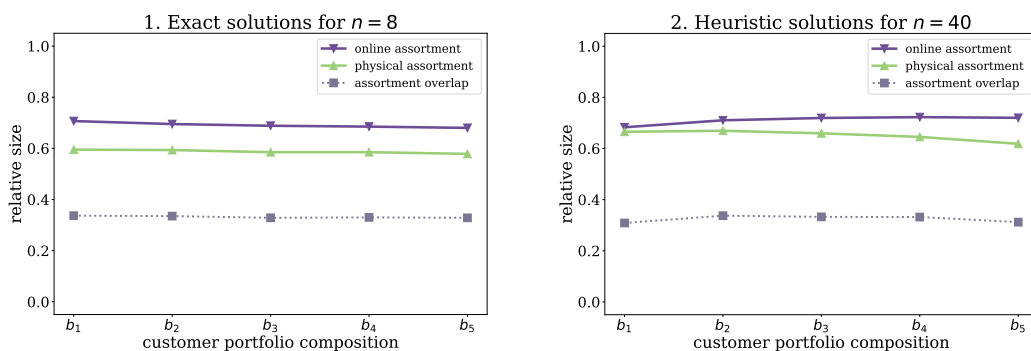 1. Exact solutions for n = 8
online assortment
physical assortment
assortment overlap
relative size
1.0
0.8
0.6
0.4
0.2
0.0
b₁ b₂ b₃ b₄ b₅
customer portfolio composition
2. Heuristic solutions for n = 40
online assortment
physical assortment
assortment overlap
relative size
1.0
0.8
0.6
0.4
0.2
0.0
b₁ b₂ b₃ b₄ b₅
customer portfolio composition